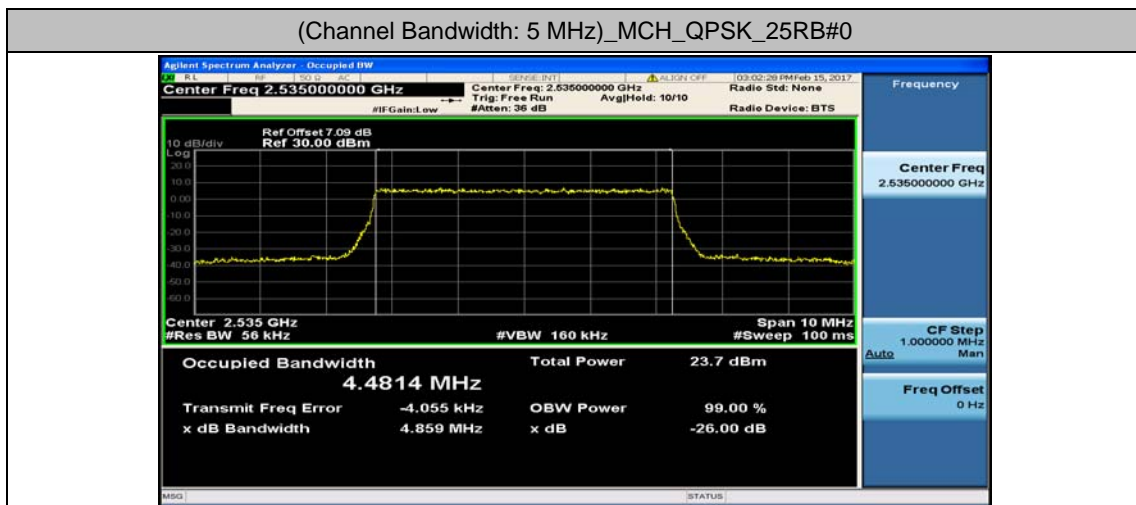 (Channel Bandwidth: 5 MHz)_MCH_QPSK_25RB#0
Agilent Spectrum Analyzer - Occupied BW
LXI RL RF 50 Ω AC SENSE:INT ALIGN OFF 03:02:28 PM Feb 15, 2017
Center Freq 2.535000000 GHz
Center Freq: 2.535000000 GHz
Radio Std: None
Trig: Free Run Avg|Hold: 10/10
#IFGain:Low #Atten: 36 dB Radio Device: BTS
Ref Offset 7.09 dB
10 dB/div Ref 30.00 dBm
Log
20.0
10.0
0.00
-10.0
-20.0
-30.0
-40.0
-50.0
-60.0
Center 2.535 GHz Span 10 MHz
#Res BW 56 kHz #VBW 160 kHz #Sweep 100 ms
Occupied Bandwidth Total Power 23.7 dBm
4.4814 MHz
Transmit Freq Error -4.055 kHz OBW Power 99.00 %
x dB Bandwidth 4.859 MHz x dB -26.00 dB
MSG STATUS
Frequency
Center Freq
2.535000000 GHz
CF Step
1.000000 MHz
Auto Man
Freq Offset
0 Hz